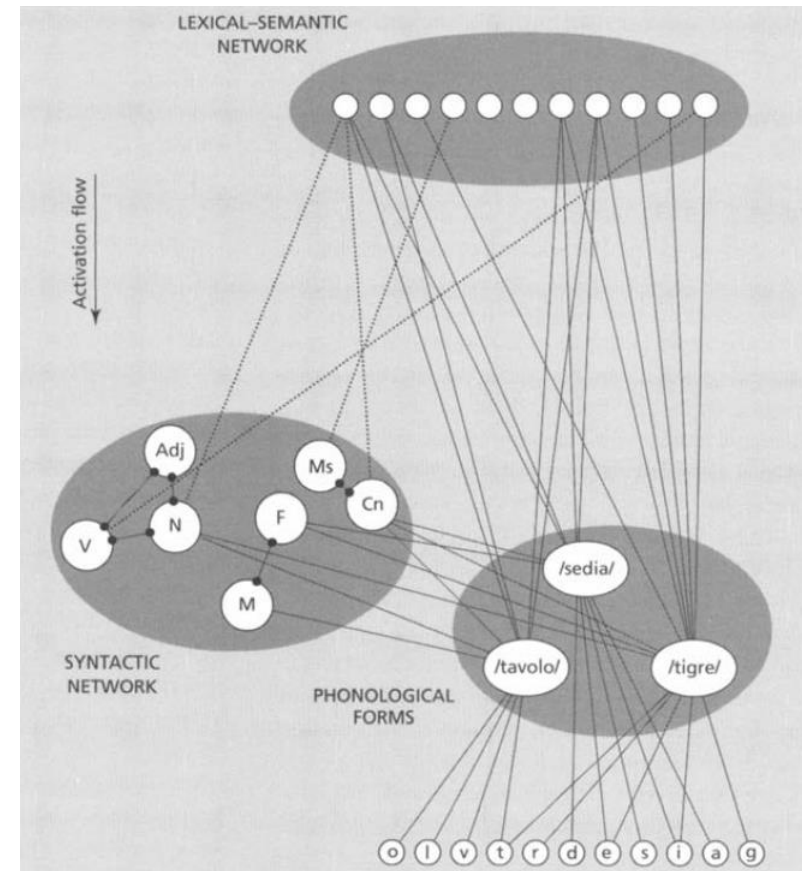 LEXICAL–SEMANTIC
NETWORK
Activation flow
Adj
Ms
Cn
F
N
V
M
/sedia/
/tavolo/
/tigre/
SYNTACTIC
NETWORK
PHONOLOGICAL
FORMS
o l v t r d e s i a g